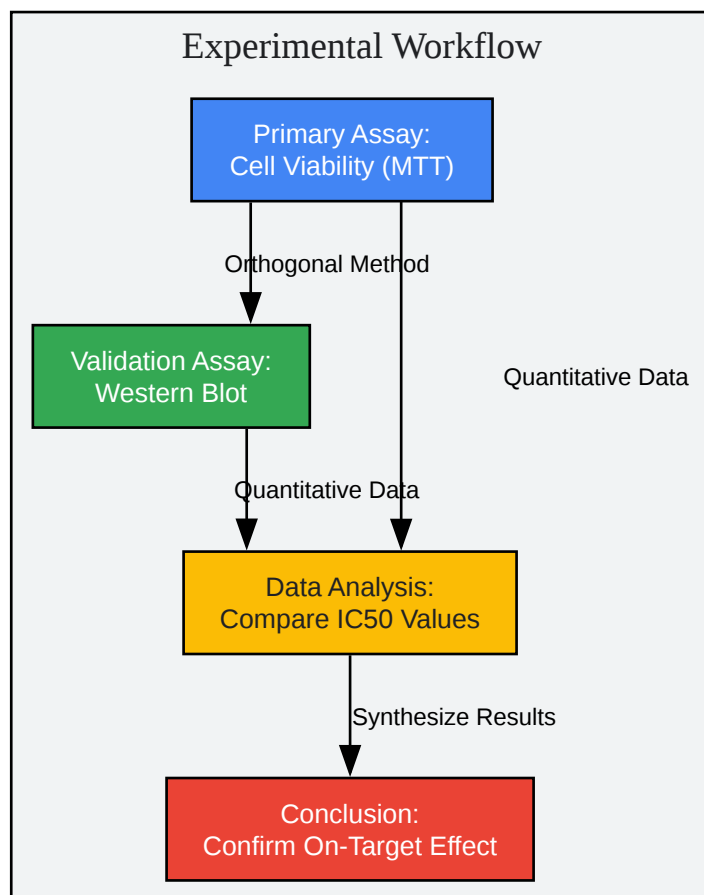 Experimental Workflow
Primary Assay:
Cell Viability (MTT)
Orthogonal Method
Validation Assay:
Western Blot
Quantitative Data
Quantitative Data
Data Analysis:
Compare IC50 Values
Synthesize Results
Conclusion:
Confirm On-Target Effect